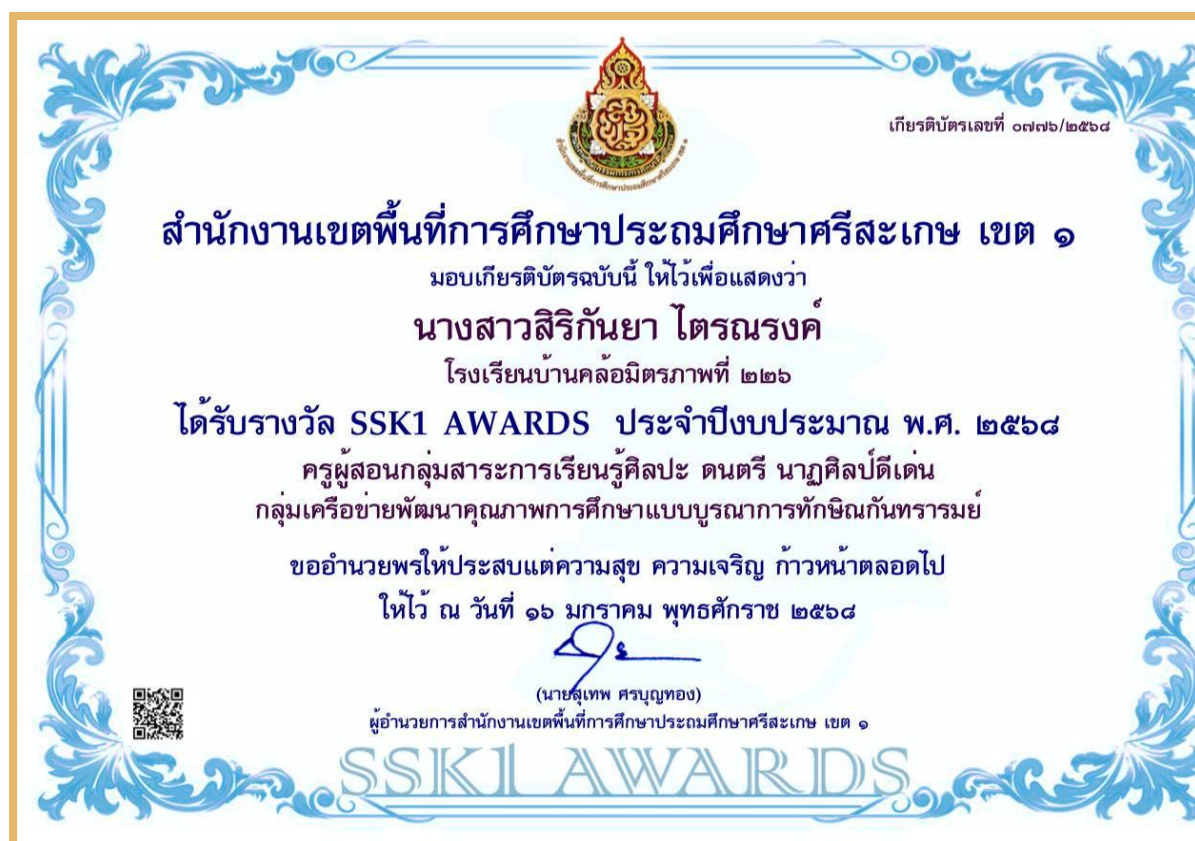 เกียรติบัตรเลขที่ ๐๗๗๖/๒๕๖๘
สำนักงานเขตพื้นที่การศึกษาประถมศึกษาศรีสะเกษ เขต ๑
มอบเกียรติบัตรฉบับนี้ ให้ไว้เพื่อแสดงว่า
นางสาวสิริกันยา ไตรณรงค์
โรงเรียนบ้านคล้อมิตรภาพที่ ๒๒๖
ได้รับรางวัล SSK1 AWARDS ประจำปีงบประมาณ พ.ศ. ๒๕๖๘
ครูผู้สอนกลุ่มสาระการเรียนรู้ศิลปะ ดนตรี นาฏศิลป์ดีเด่น
กลุ่มเครือข่ายพัฒนาคุณภาพการศึกษาแบบบูรณาการทักษิณกันทรารมย์
ขออำนวยพรให้ประสบแต่ความสุข ความเจริญ ก้าวหน้าตลอดไป
ให้ไว้ ณ วันที่ ๑๖ มกราคม พุทธศักราช ๒๕๖๘
(นายสุเทพ ศรบุญทอง)
ผู้อำนวยการสำนักงานเขตพื้นที่การศึกษาประถมศึกษาศรีสะเกษ เขต ๑
SSK1 AWARDS